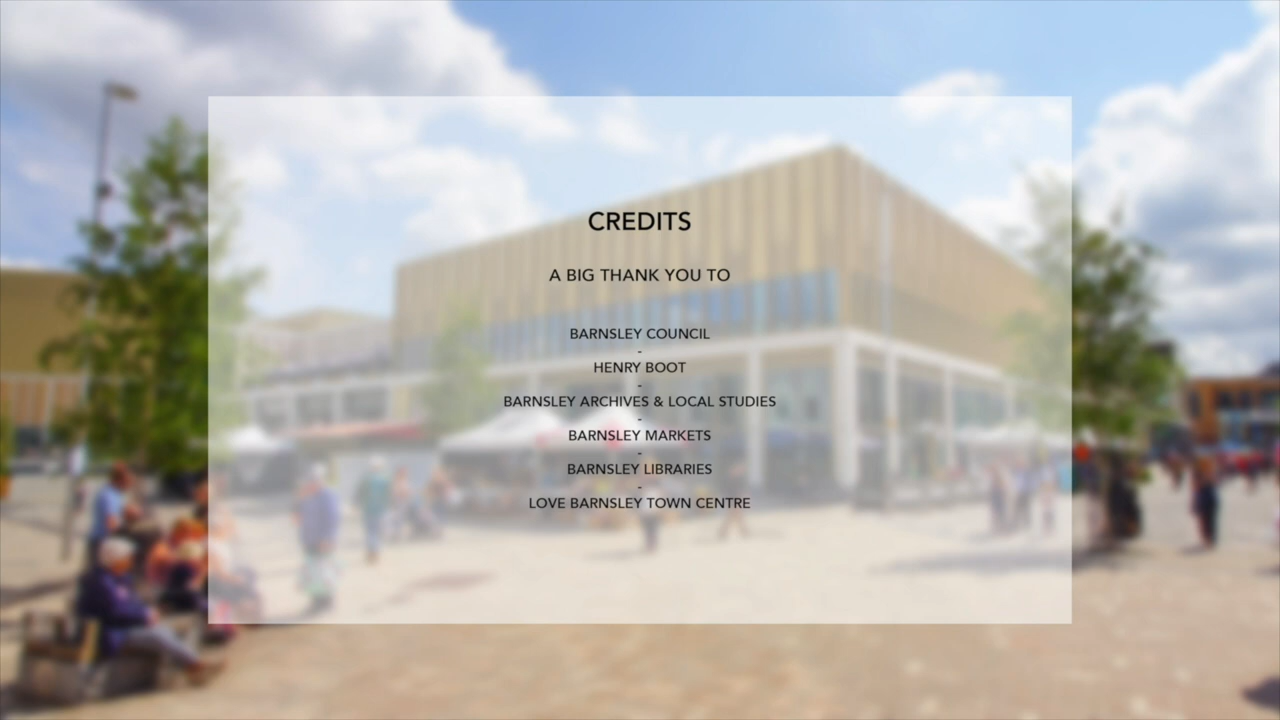 CREDITS
A BIG THANK YOU TO
BARNSLEY COUNCIL
-
HENRY BOOT
-
BARNSLEY ARCHIVES & LOCAL STUDIES
-
BARNSLEY MARKETS
-
BARNSLEY LIBRARIES
-
LOVE BARNSLEY TOWN CENTRE